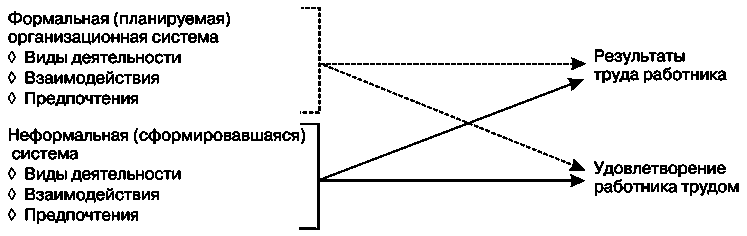 Формальная (планируемая)
организационная система
◊ Виды деятельности
◊ Взаимодействия
◊ Предпочтения
Неформальная (сформировавшаяся)
система
◊ Виды деятельности
◊ Взаимодействия
◊ Предпочтения
Результаты
труда работника
Удовлетворение
работника трудом